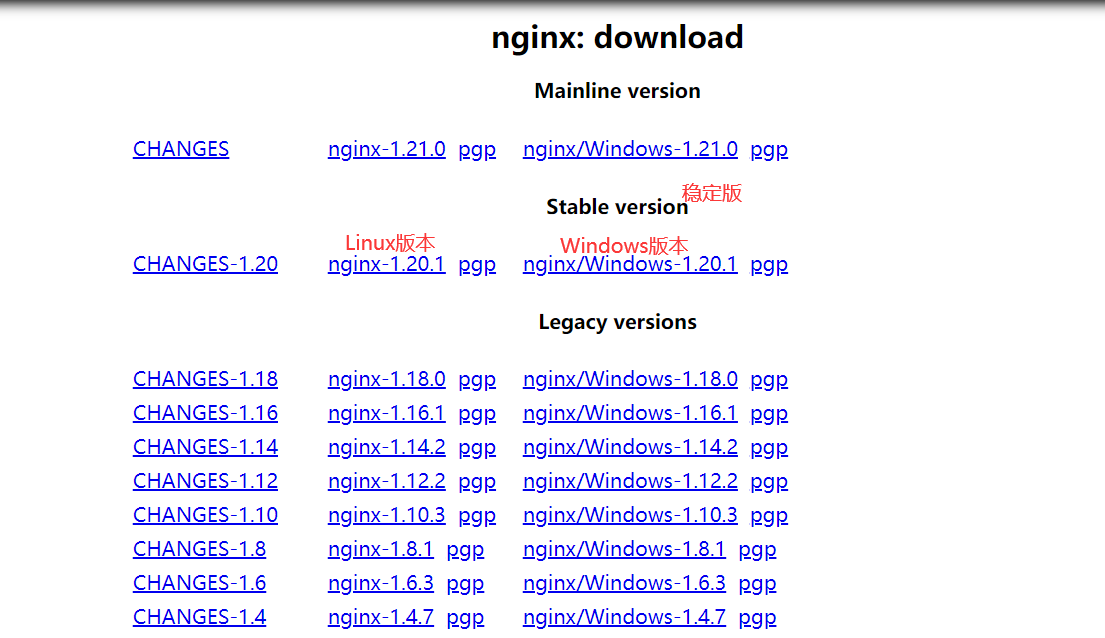 nginx: download
Mainline version
CHANGES nginx-1.21.0 pgp nginx/Windows-1.21.0 pgp
稳定版
Stable version
Linux版本 Windows版本
CHANGES-1.20 nginx-1.20.1 pgp nginx/Windows-1.20.1 pgp
Legacy versions
CHANGES-1.18 nginx-1.18.0 pgp nginx/Windows-1.18.0 pgp
CHANGES-1.16 nginx-1.16.1 pgp nginx/Windows-1.16.1 pgp
CHANGES-1.14 nginx-1.14.2 pgp nginx/Windows-1.14.2 pgp
CHANGES-1.12 nginx-1.12.2 pgp nginx/Windows-1.12.2 pgp
CHANGES-1.10 nginx-1.10.3 pgp nginx/Windows-1.10.3 pgp
CHANGES-1.8 nginx-1.8.1 pgp nginx/Windows-1.8.1 pgp
CHANGES-1.6 nginx-1.6.3 pgp nginx/Windows-1.6.3 pgp
CHANGES-1.4 nginx-1.4.7 pgp nginx/Windows-1.4.7 pgp